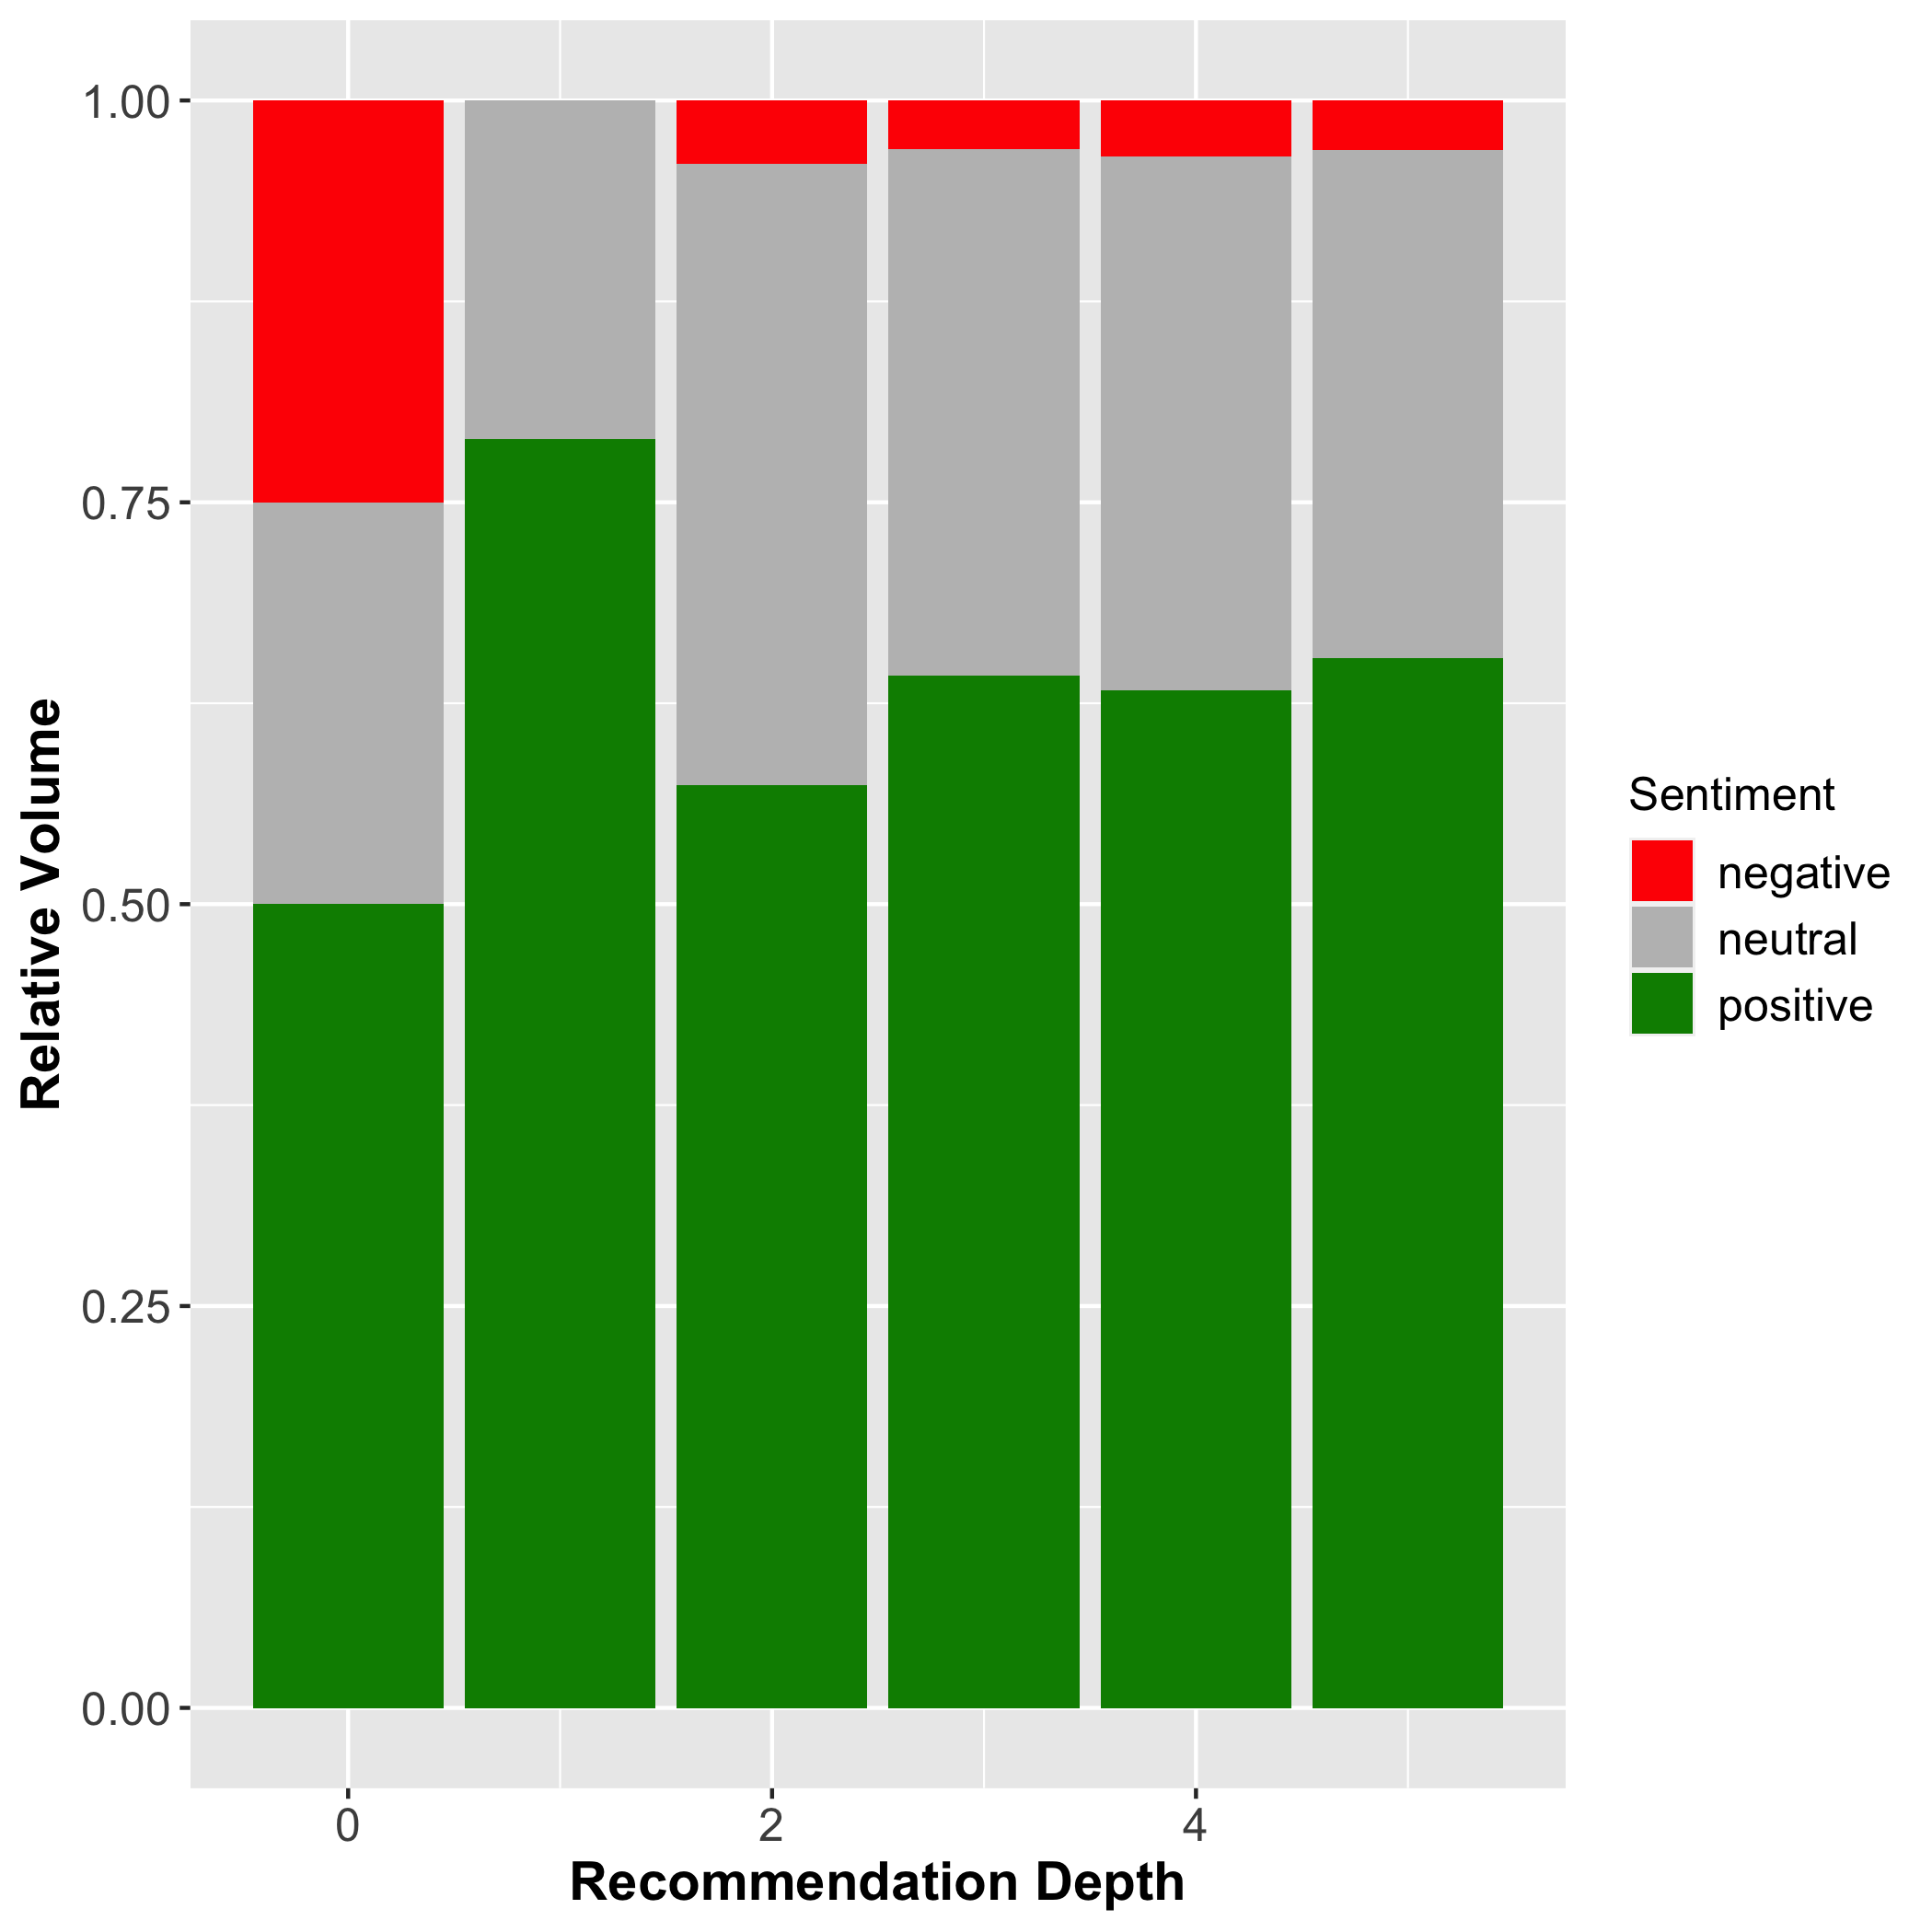 Relative Volume
1.00
0.75
0.50
0.25
0.00
0
2
4
Recommendation Depth
Sentiment
negative
neutral
positive